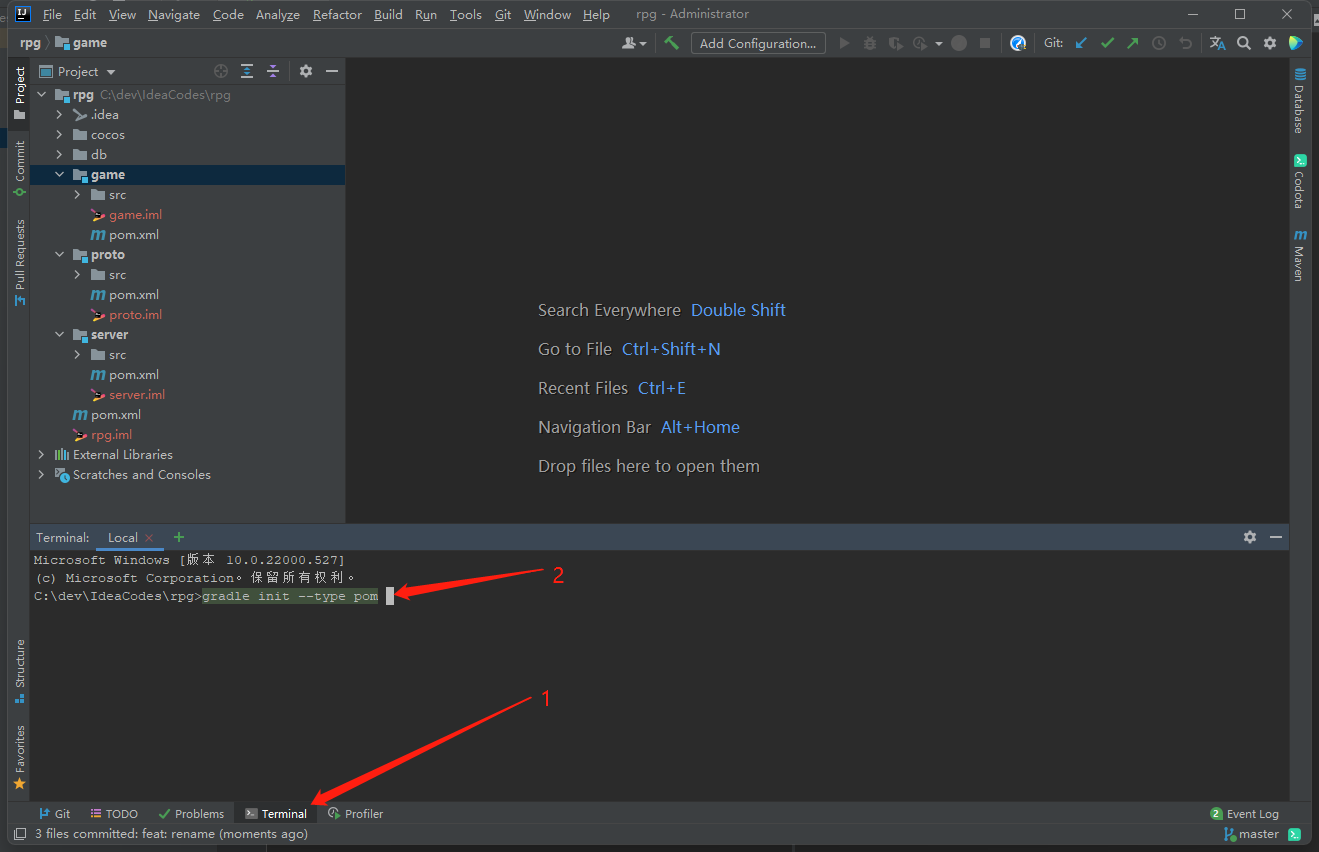 File Edit View Navigate Code Analyze Refactor Build Run Tools Git Window Help rpg - Administrator
rpg game Add Configuration... Git:
Project
rpg C:\dev\IdeaCodes\rpg
.idea
cocos
db
game
src
game.iml
pom.xml
proto
src
pom.xml
proto.iml
server
src
pom.xml
server.iml
pom.xml
rpg.iml
External Libraries
Scratches and Consoles
Project
Commit
Pull Requests
Structure
Favorites
Search Everywhere Double Shift
Go to File Ctrl+Shift+N
Recent Files Ctrl+E
Navigation Bar Alt+Home
Drop files here to open them
Database
Codota
Maven
Terminal: Local
Microsoft Windows [版本 10.0.22000.527]
(c) Microsoft Corporation。保留所有权利。
C:\dev\IdeaCodes\rpg>gradle init --type pom
2
1
Git TODO Problems Terminal Profiler 2 Event Log
3 files committed: feat: rename (moments ago) master